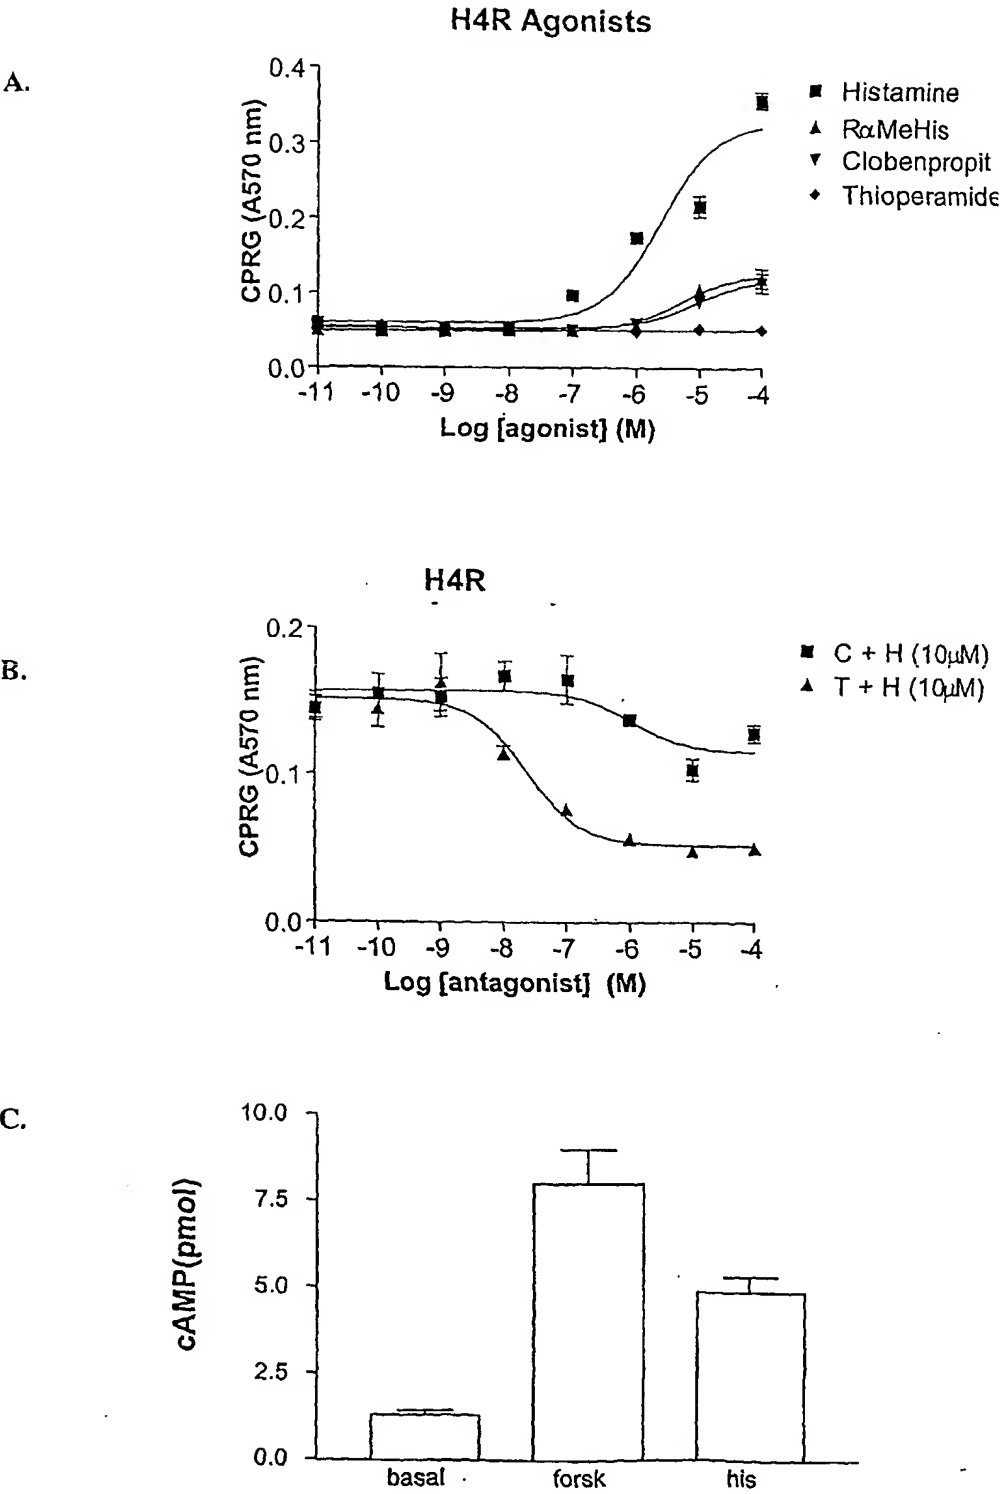 H4R Agonists
A.
CPRG (A570 nm)
0.4
0.3
0.2
0.1
0.0
-11 -10 -9 -8 -7 -6 -5 -4
Log [agonist] (M)
Histamine
RαMeHis
Clobenpropit
Thioperamide
H4R
B.
CPRG (A570 nm)
0.2
0.1
0.0
-11 -10 -9 -8 -7 -6 -5 -4
Log [antagonist] (M)
C + H (10μM)
T + H (10μM)
C.
cAMP(pmol)
10.0
7.5
5.0
2.5
0.0
basal forsk his